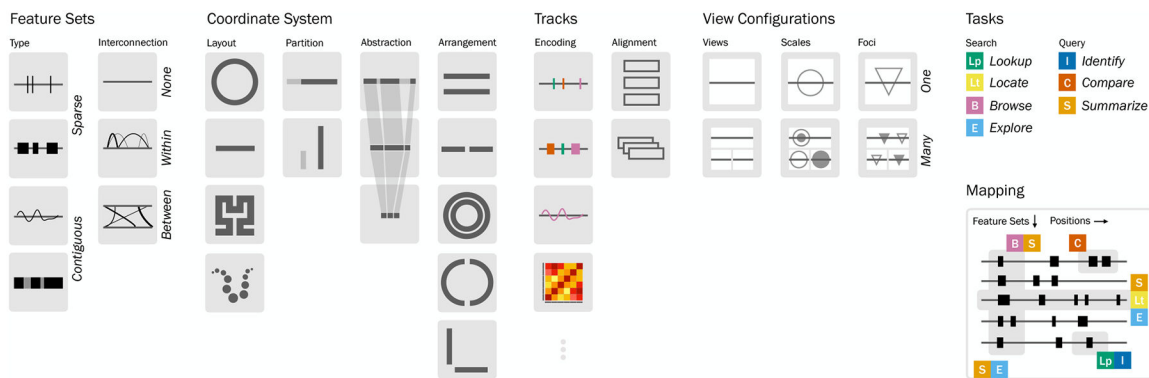 Feature Sets
Coordinate System
Tracks
View Configurations
Tasks
Type
Interconnection
Layout
Partition
Abstraction
Arrangement
Encoding
Alignment
Views
Scales
Foci
Search
Query
None
Sparse
Within
Between
Contiguous
One
Many
Lp Lookup
I Identify
Lt Locate
C Compare
B Browse
S Summarize
E Explore
Mapping
Feature Sets ↓ Positions →
B S
C
S
Lt
E
Lp I
S E